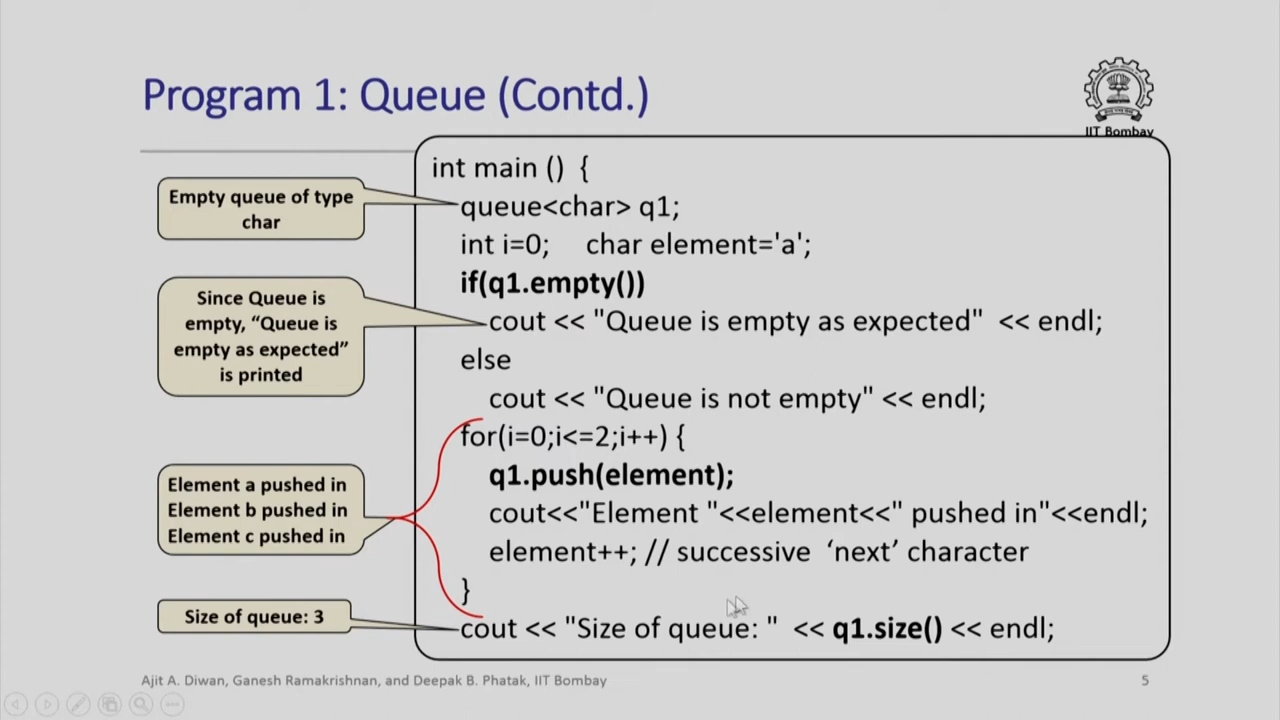 Program 1: Queue (Contd.)
IIT Bombay
int main ()  {
Empty queue of type
char
queue<char> q1;
int i=0;     char element='a';
if(q1.empty())
Since Queue is
empty, “Queue is
empty as expected”
is printed
cout << "Queue is empty as expected"  << endl;
else
cout << "Queue is not empty" << endl;
for(i=0;i<=2;i++) {
q1.push(element);
Element a pushed in
Element b pushed in
Element c pushed in
cout<<"Element "<<element<<" pushed in"<<endl;
element++; // successive  ‘next’ character
}
Size of queue: 3
cout << "Size of queue: "  << q1.size() << endl;
Ajit A. Diwan, Ganesh Ramakrishnan, and Deepak B. Phatak, IIT Bombay
5